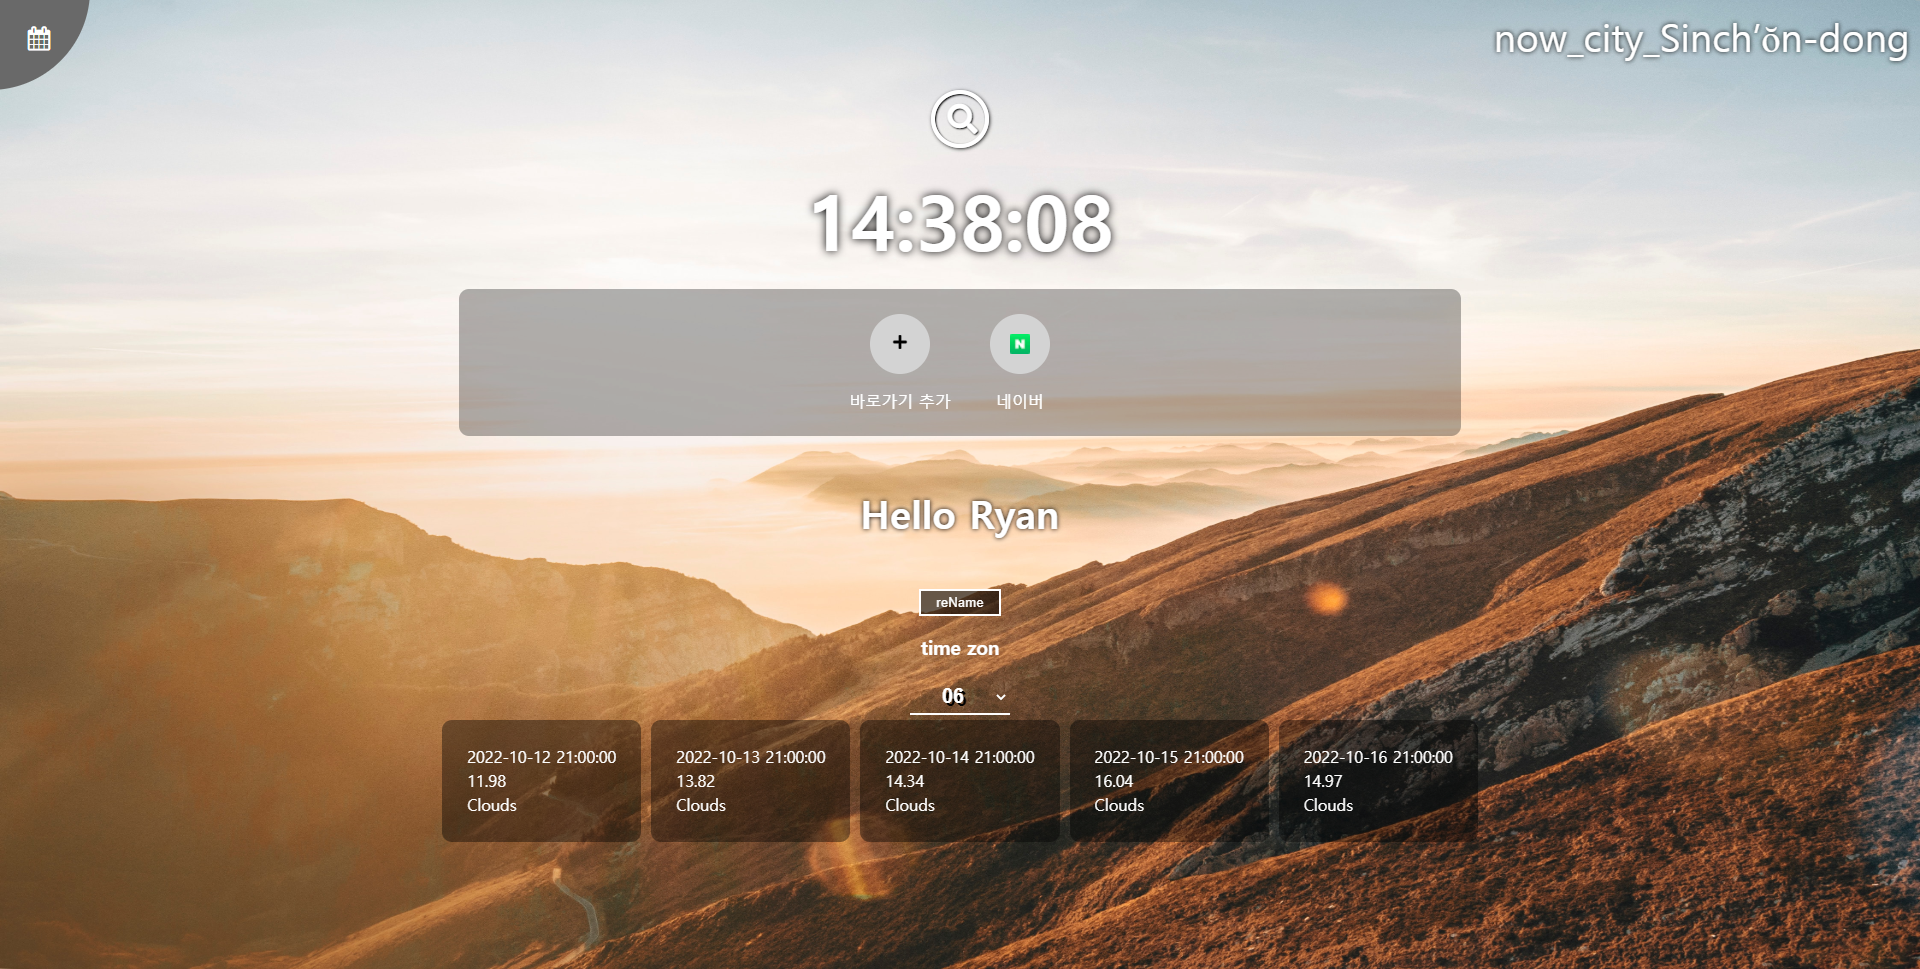 now_city_Sinch’ŏn-dong
14:38:08
바로가기 추가
네이버
Hello Ryan
reName
time zon
06
2022-10-12 21:00:00
11.98
Clouds
2022-10-13 21:00:00
13.82
Clouds
2022-10-14 21:00:00
14.34
Clouds
2022-10-15 21:00:00
16.04
Clouds
2022-10-16 21:00:00
14.97
Clouds